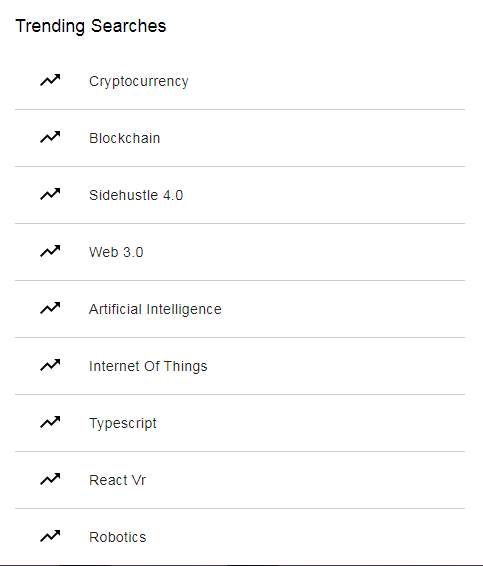 Trending Searches
Cryptocurrency
Blockchain
Sidehustle 4.0
Web 3.0
Artificial Intelligence
Internet Of Things
Typescript
React Vr
Robotics